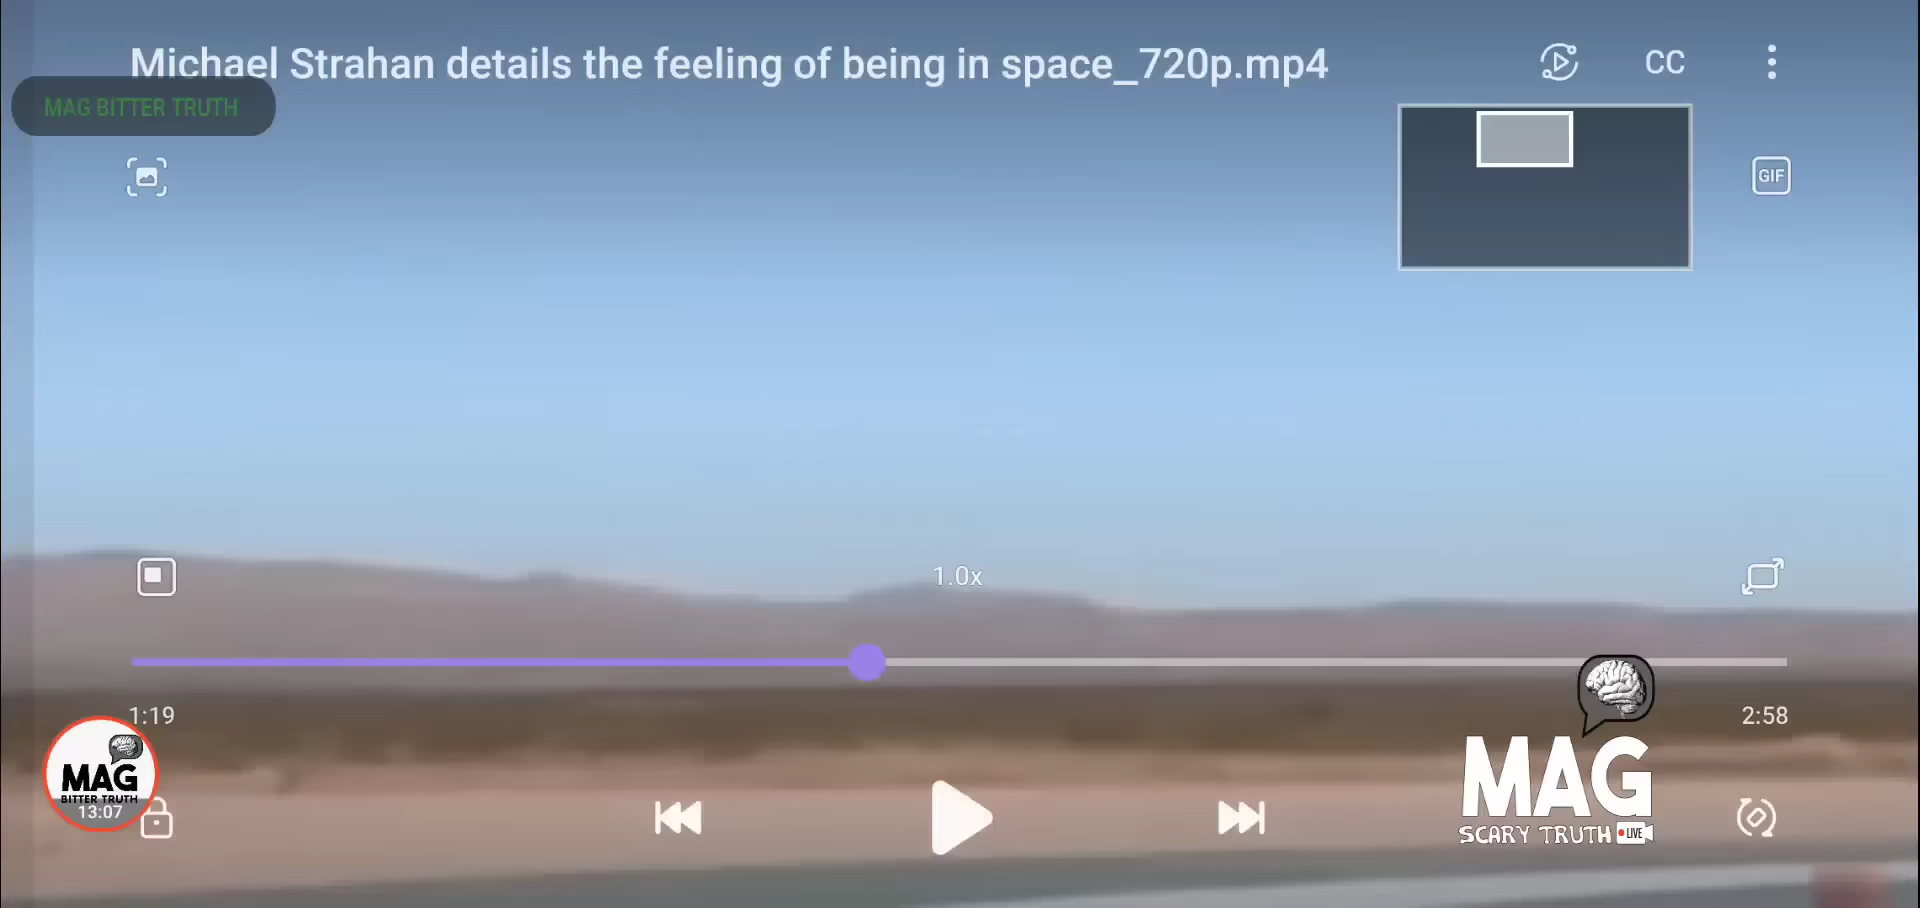 Michael Strahan details the feeling of being in space_720p.mp4
CC
MAG BITTER TRUTH
GIF
1.0x
1:19
2:58
MAG
BITTER TRUTH
13:07
MAG
SCARY TRUTH LIVE